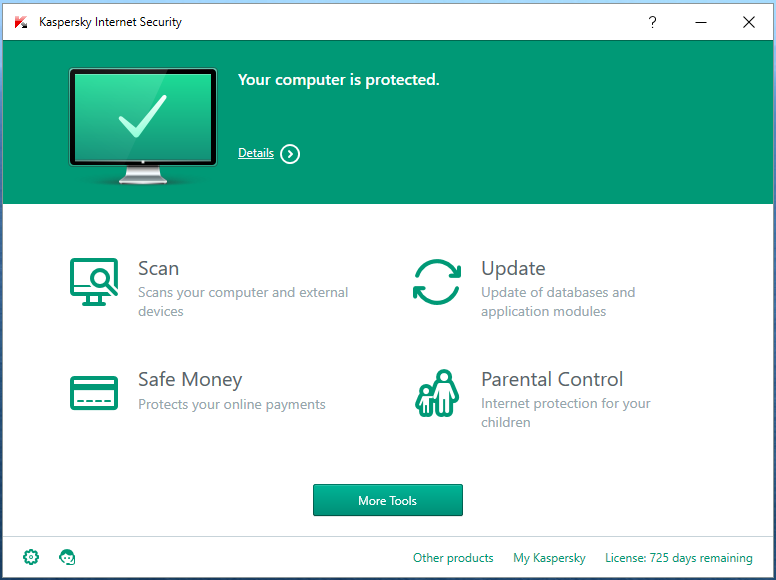 Kaspersky Internet Security
?
Your computer is protected.
Details
Scan
Scans your computer and external
devices
Update
Update of databases and
application modules
Safe Money
Protects your online payments
Parental Control
Internet protection for your
children
More Tools
Other products
My Kaspersky
License: 725 days remaining